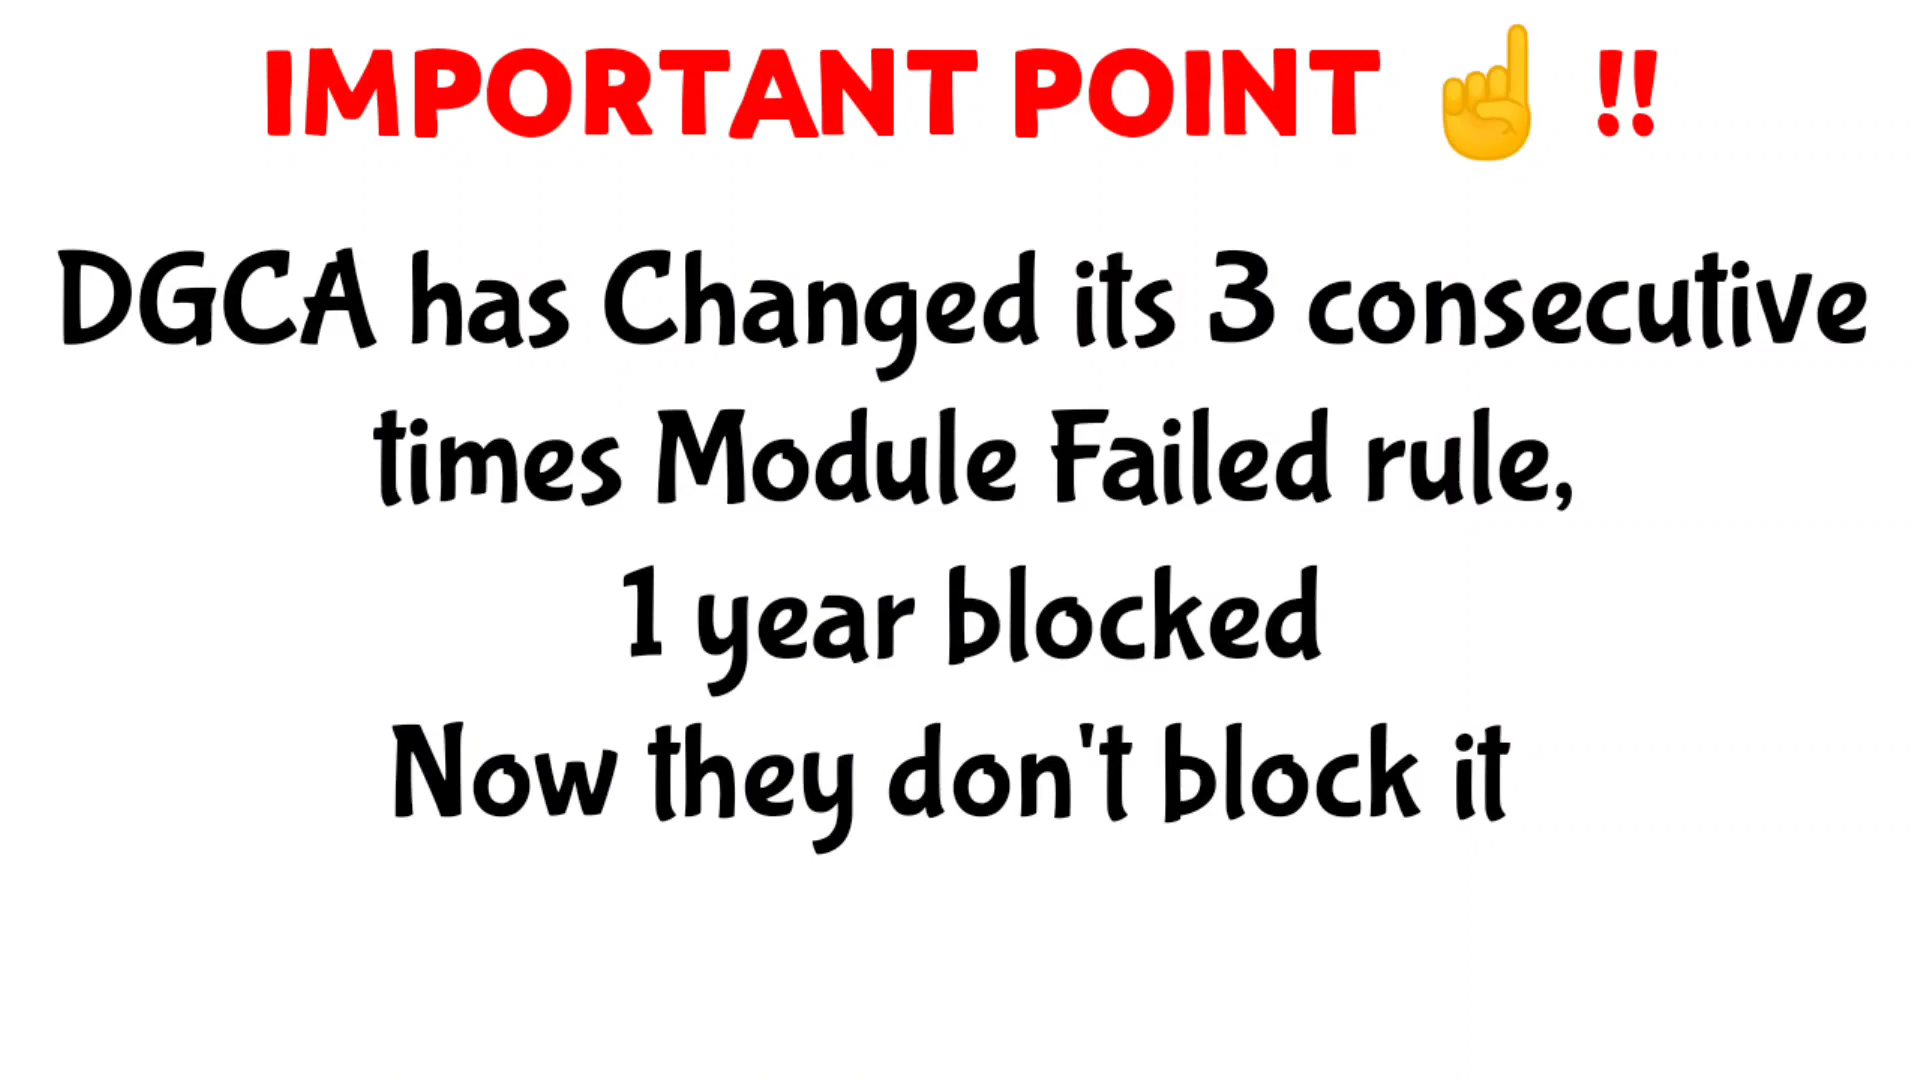 IMPORTANT POINT ☝️ !!
DGCA has Changed its 3 consecutive
times Module Failed rule,
1 year blocked
Now they don't block it